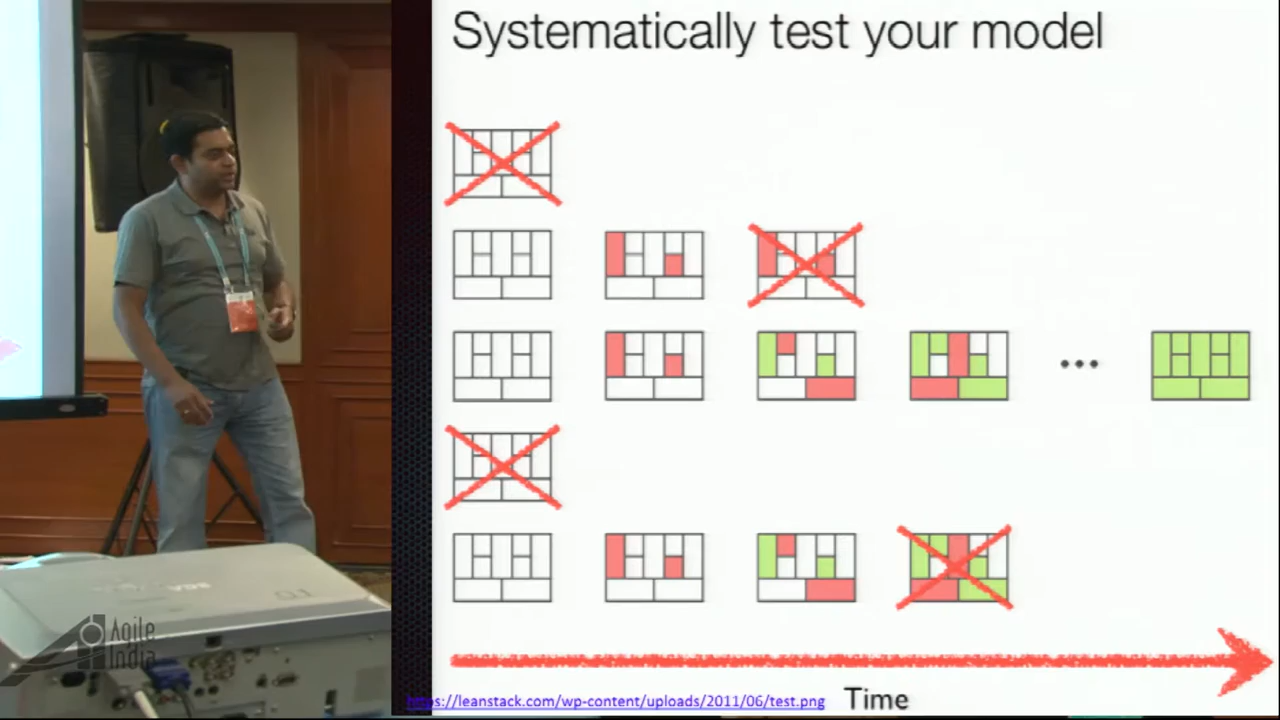 Systematically test your model
https://leanstack.com/wp-content/uploads/2011/06/test.png
Time
Agile
India